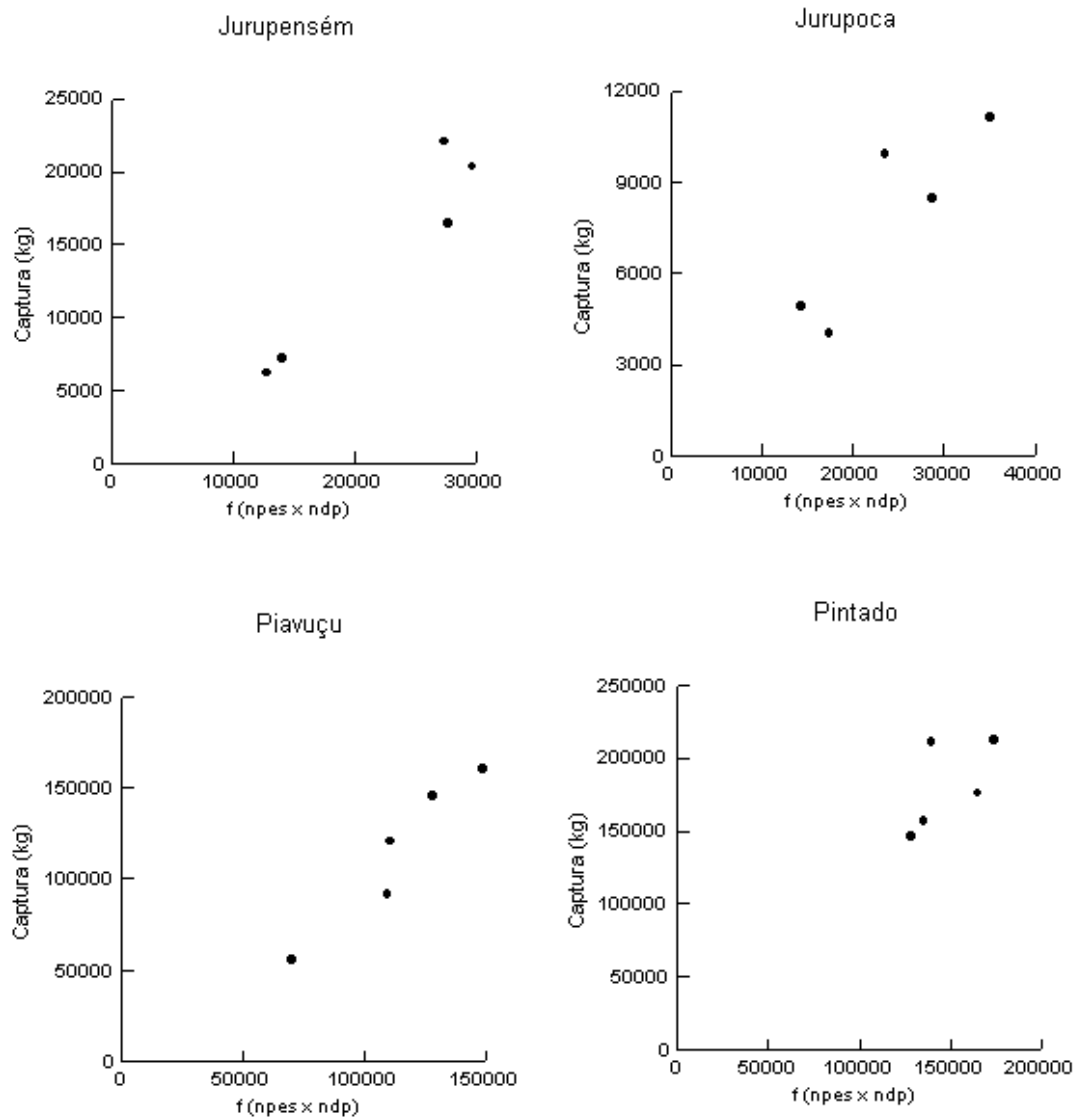 Jurupensém
25000
20000
15000
10000
5000
0
Captura (kg)
0 10000 20000 30000
f (npes x ndp)
Jurupoca
12000
9000
6000
3000
0
Captura (kg)
0 10000 20000 30000 40000
f (npes x ndp)
Piavuçu
200000
150000
100000
50000
0
Captura (kg)
0 50000 100000 150000
f (npes x ndp)
Pintado
250000
200000
150000
100000
50000
0
Captura (kg)
0 50000 100000 150000 200000
f (npes x ndp)